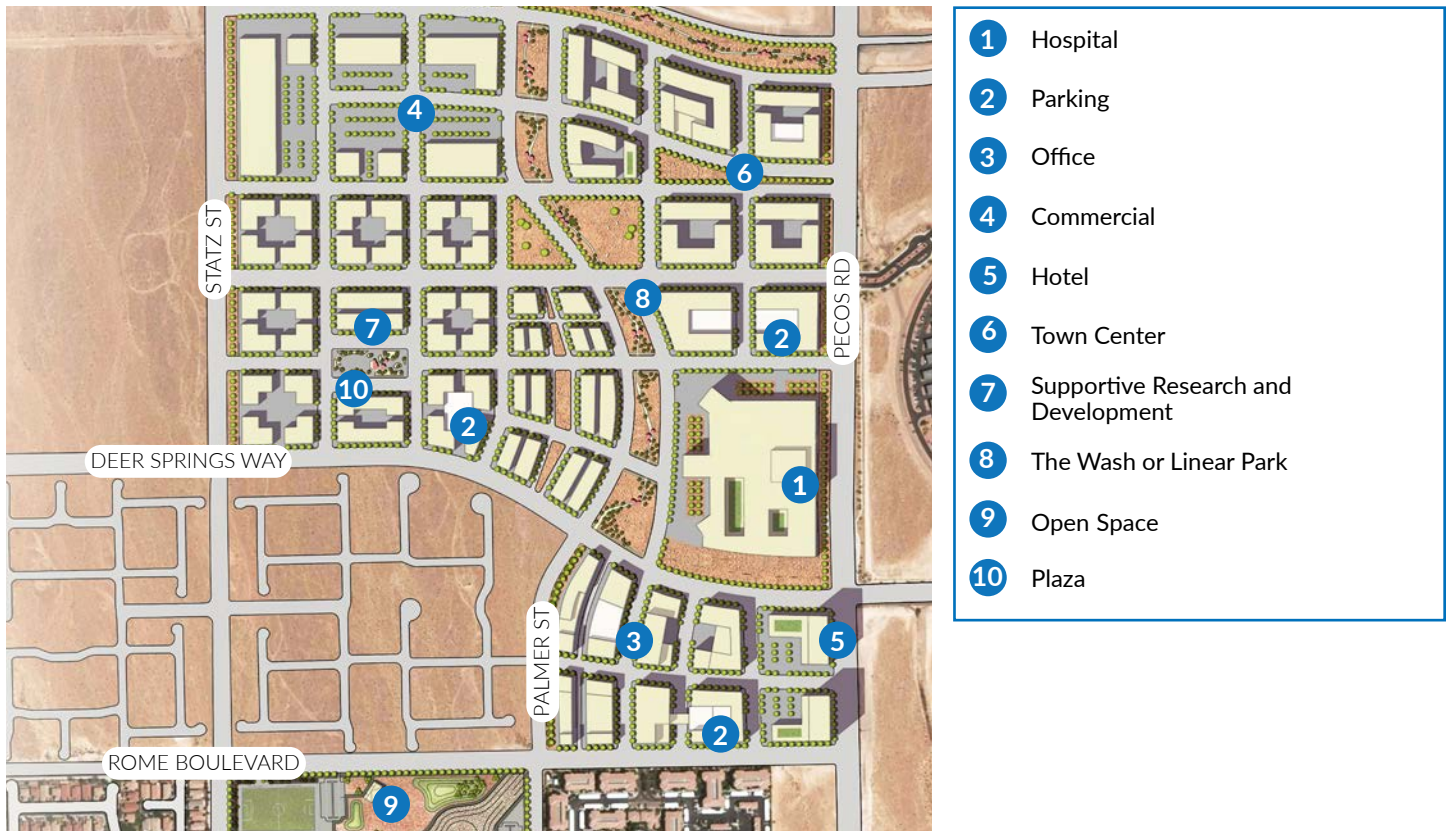 4
6
STATZ ST
8
PECOS RD
7
2
10
2
DEER SPRINGS WAY
1
PALMER ST
3
5
2
ROME BOULEVARD
9
1 Hospital
2 Parking
3 Office
4 Commercial
5 Hotel
6 Town Center
7 Supportive Research and
Development
8 The Wash or Linear Park
9 Open Space
10 Plaza